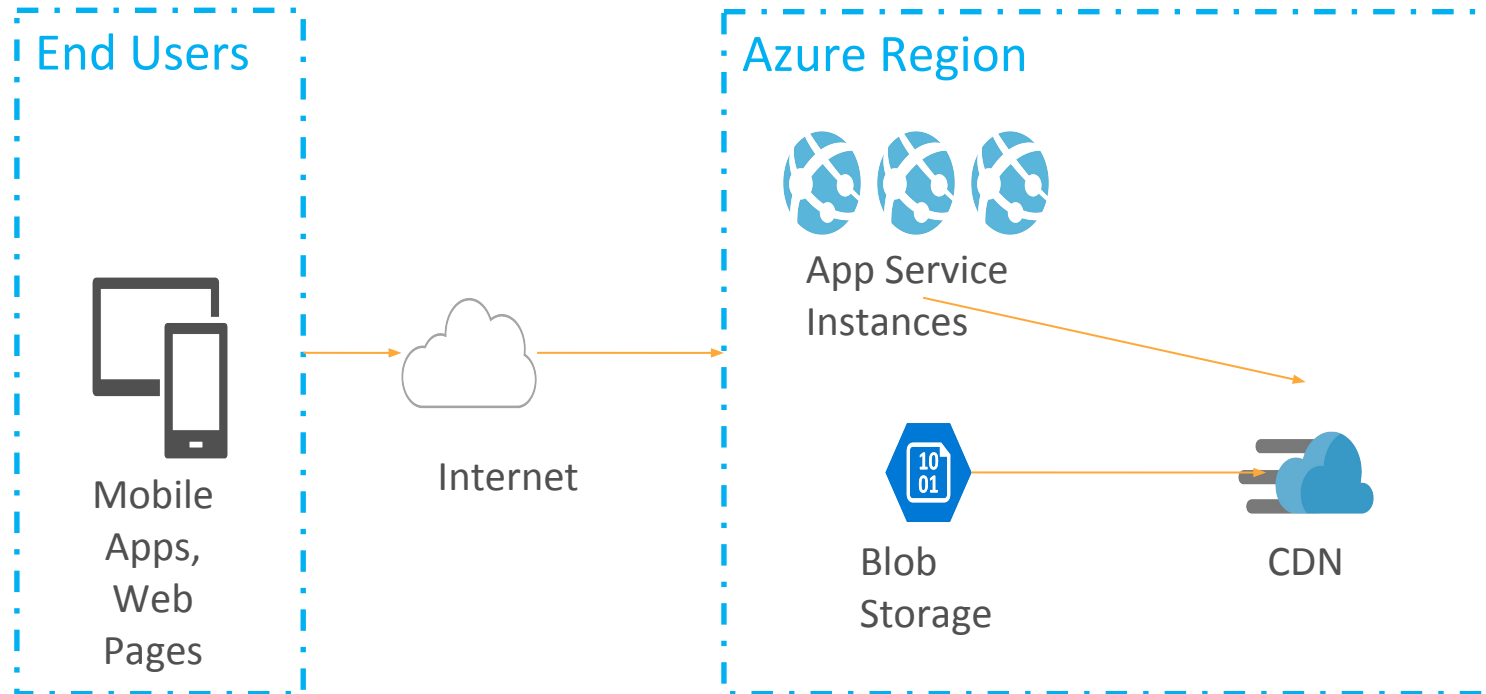 End Users
Azure Region
App Service
Instances
Internet
10
01
Mobile
Apps,
Web
Pages
Blob
Storage
CDN